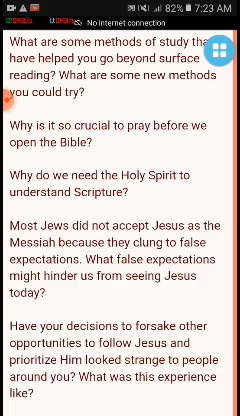 0:0KB/s U:0KB/s No internet connection 82% 7:23 AM
What are some methods of study that
have helped you go beyond surface
reading? What are some new methods
you could try?
Why is it so crucial to pray before we
open the Bible?
Why do we need the Holy Spirit to
understand Scripture?
Most Jews did not accept Jesus as the
Messiah because they clung to false
expectations. What false expectations
might hinder us from seeing Jesus
today?
Have your decisions to forsake other
opportunities to follow Jesus and
prioritize Him looked strange to people
around you? What was this experience
like?